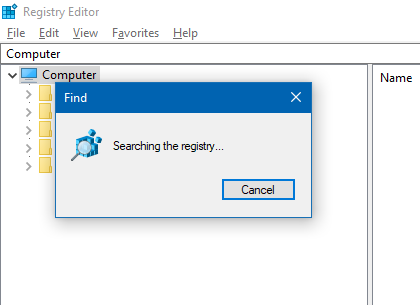 Registry Editor
File Edit View Favorites Help
Computer
Computer
Name
Find
Searching the registry...
Cancel